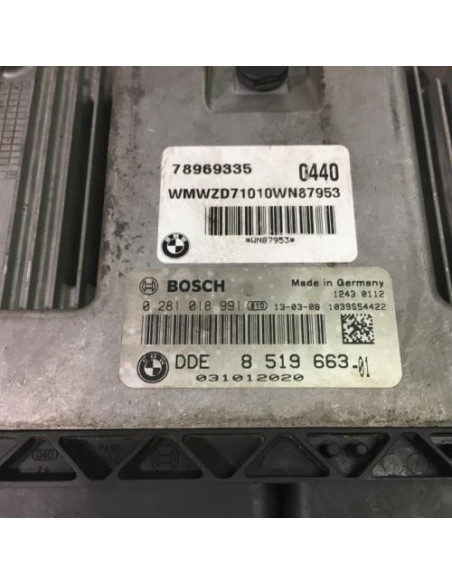 78969335 0440
WMWZD71010WN87953
*WN87953*
BOSCH Made in Germany
1243 0112
0 281 018 991 13-03-08 1039S54422
DDE 8 519 663-01
031012020
040